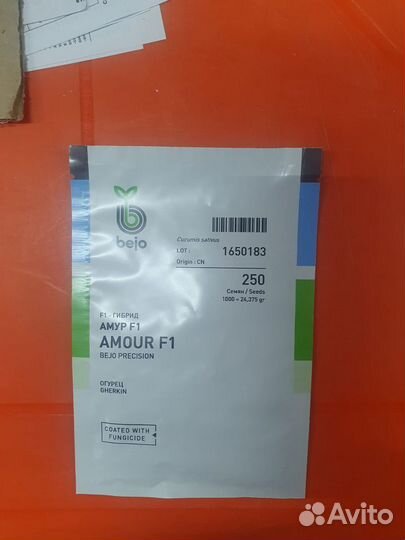 bejo
Cucumis sativus
LOT : 1650183
Origin : CN
250
Семян / Seeds
1000 = 24,375 gr
F1 - ГИБРИД
АМУР F1
AMOUR F1
BEJO PRECISION
ОГУРЕЦ
GHERKIN
COATED WITH
FUNGICIDE
Avito